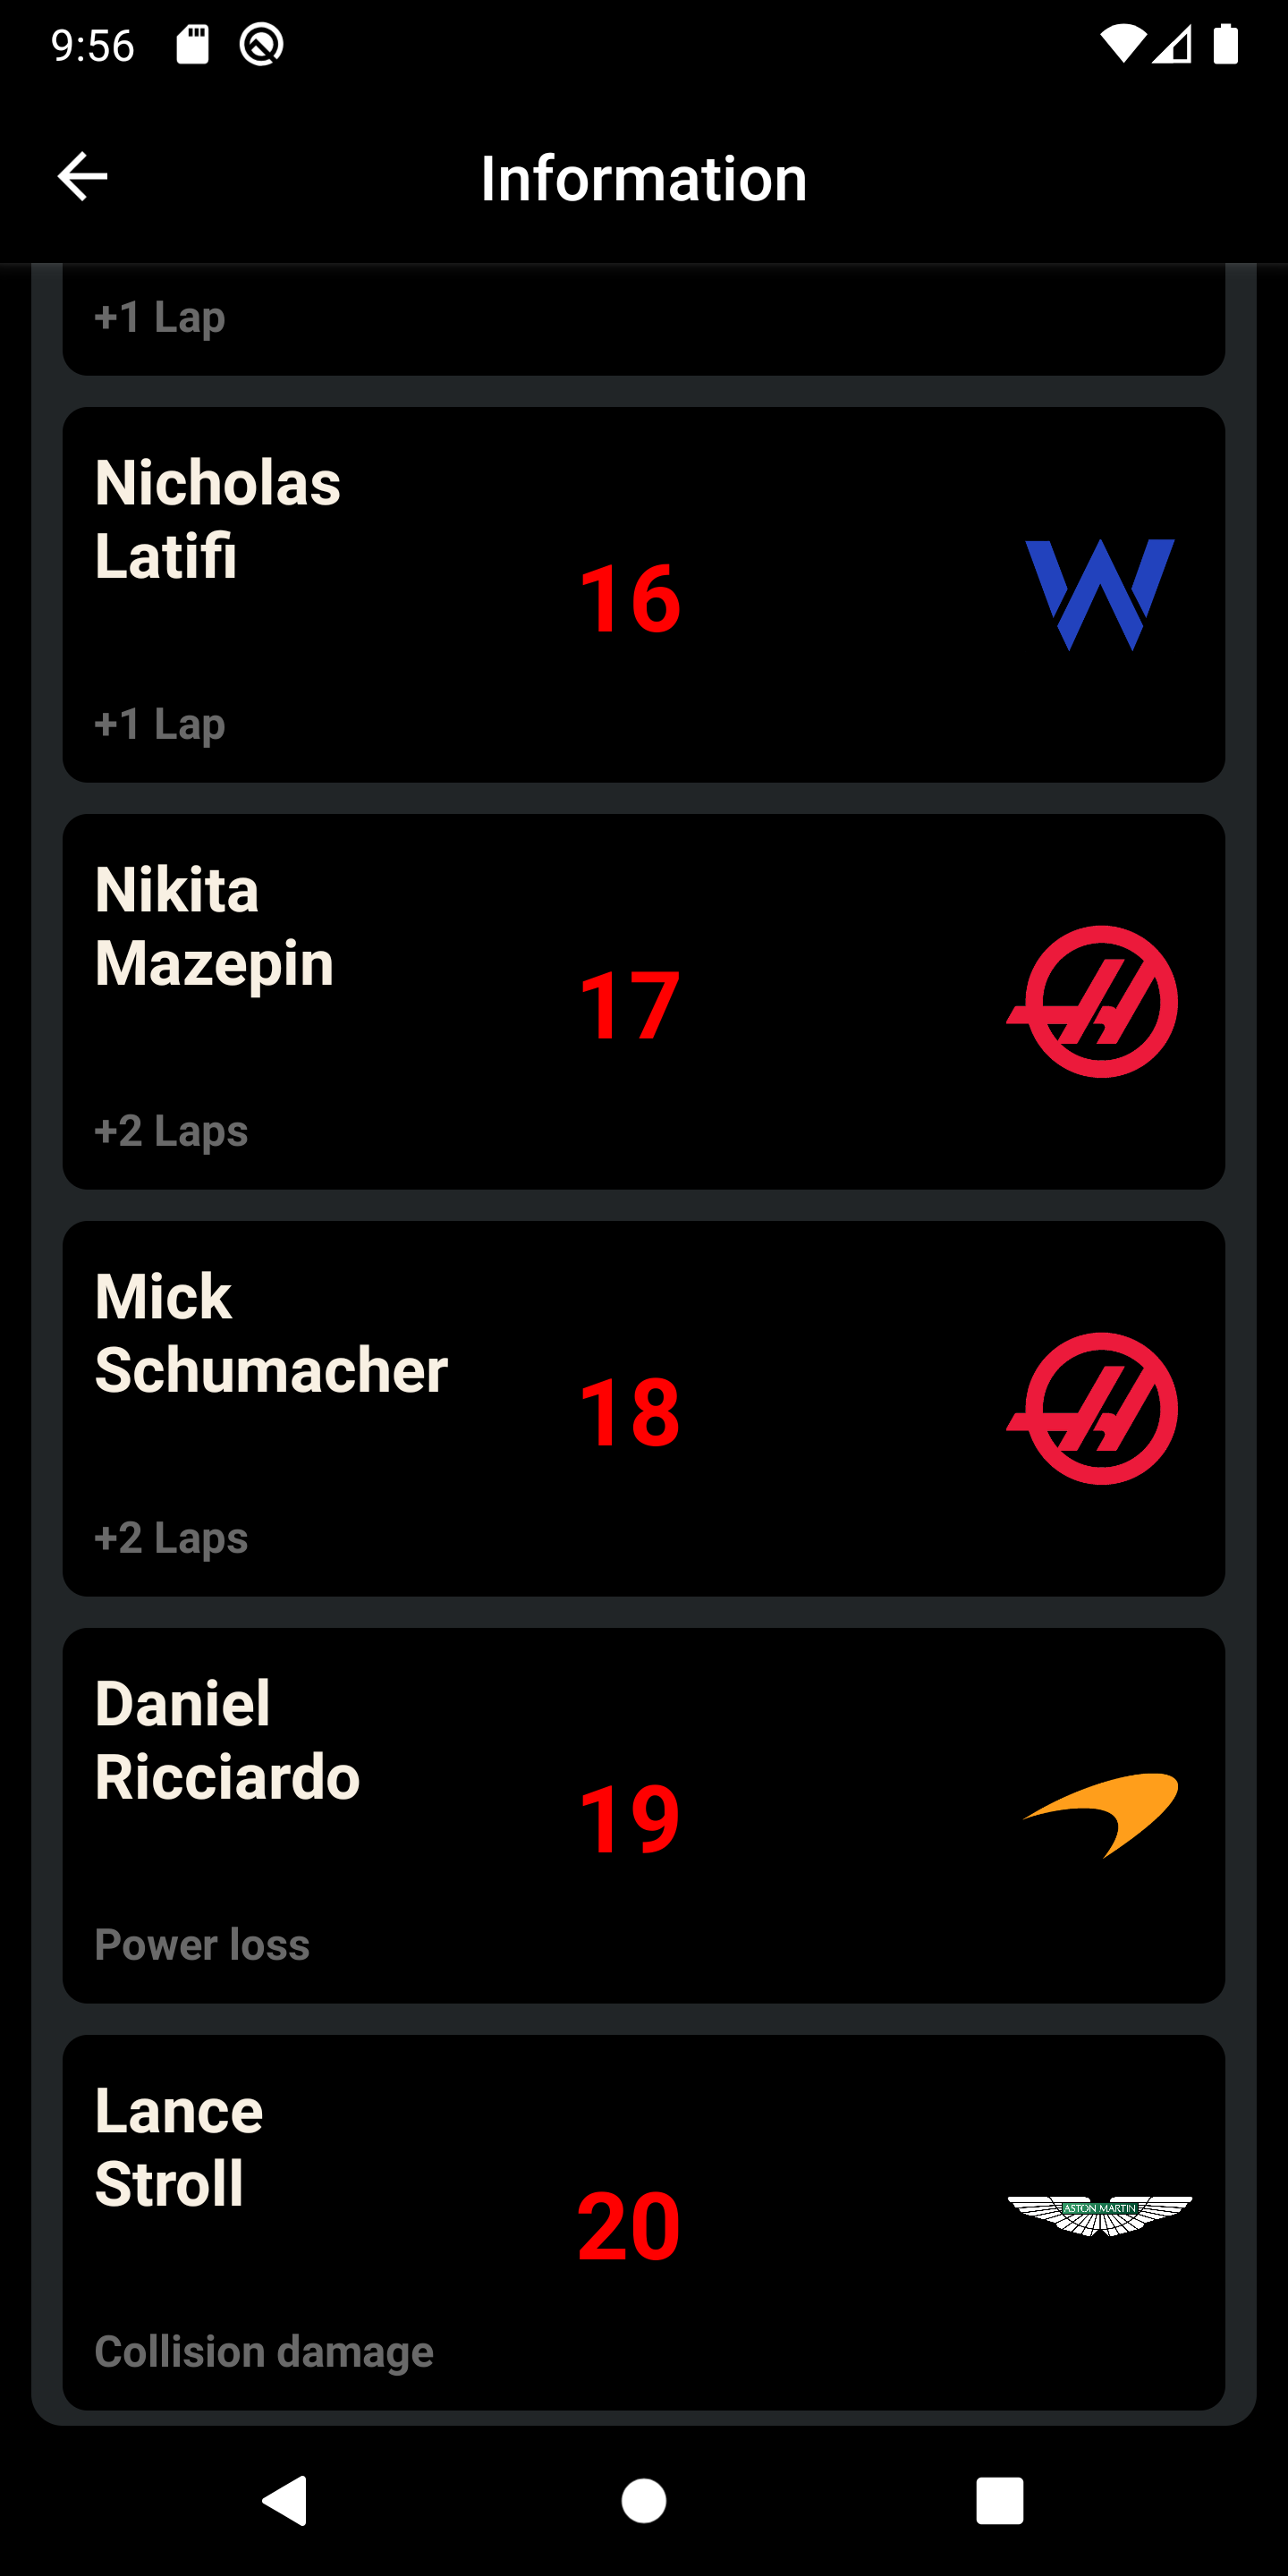 9:56
Information
+1 Lap
Nicholas
Latifi
16
+1 Lap
Nikita
Mazepin
17
+2 Laps
Mick
Schumacher
18
+2 Laps
Daniel
Ricciardo
19
Power loss
Lance
Stroll
20
ASTON MARTIN
Collision damage